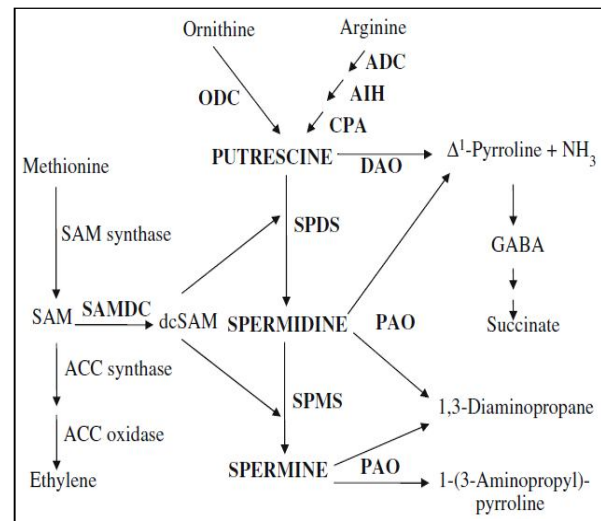 Ornithine Arginine
ADC
ODC AIH
CPA
PUTRESCINE DAO Δ¹-Pyrroline + NH₃
Methionine
SPDS
SAM synthase GABA
SAM SAMDC dcSAM SPERMIDINE PAO Succinate
ACC synthase
SPMS 1,3-Diaminopropane
ACC oxidase
Ethylene SPERMINE PAO 1-(3-Aminopropyl)-
pyrroline